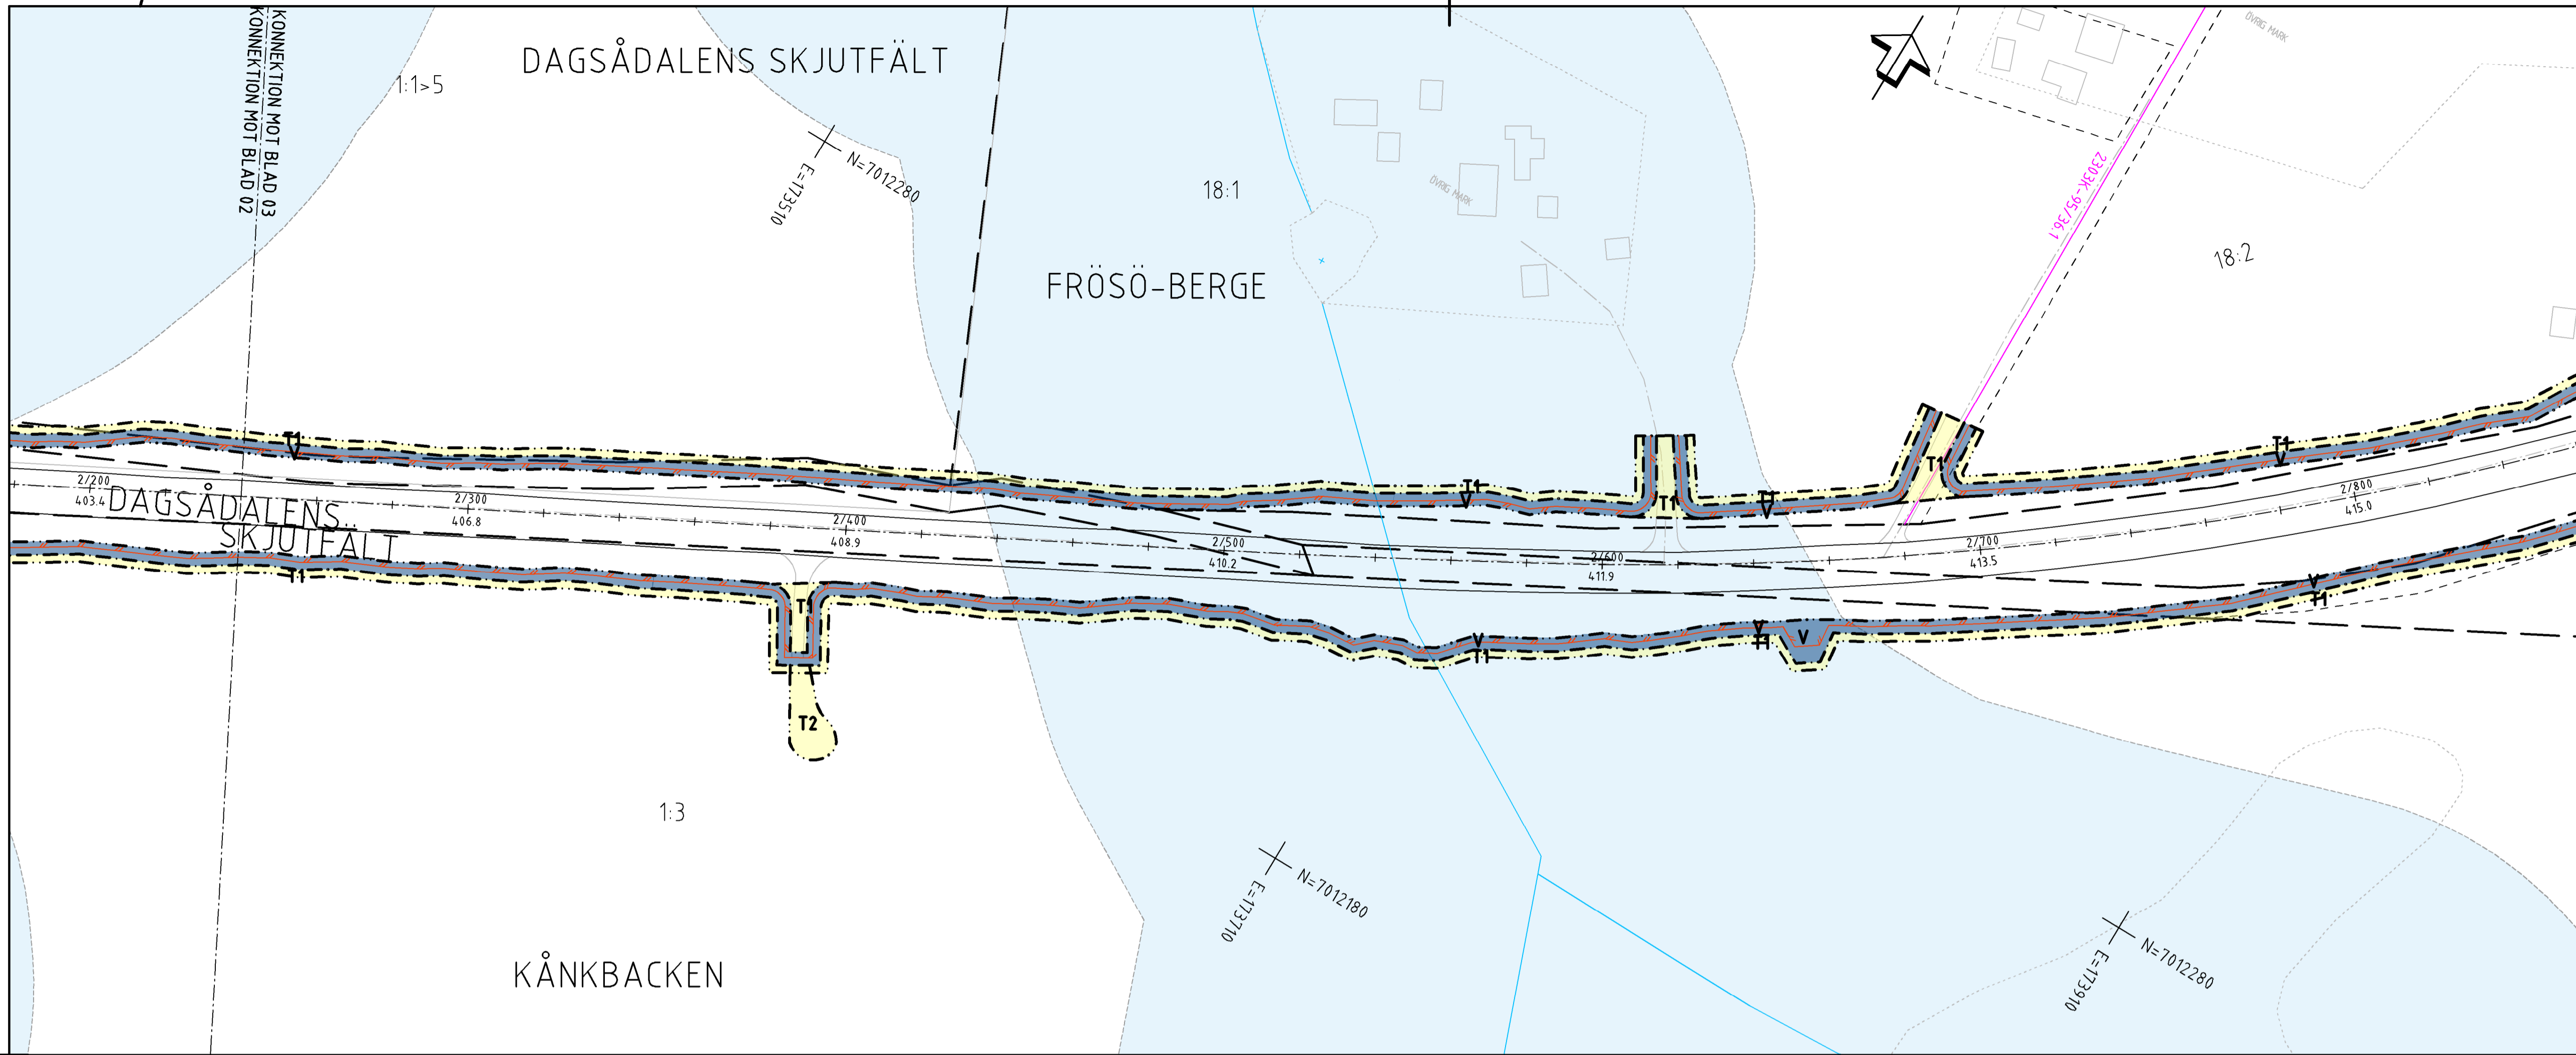 KONNEKTION MOT BLAD 03
KONNEKTION MOT BLAD 02
DAGSÅDALENS SKJUTFÄLT
1:1>5
ÖVRIG MARK
N=7012280
E=173510
18:1
ÖVRIG MARK
2303K-95/36.1
18:2
FRÖSÖ-BERGE
T1
V
T1
V
T1
T1
V
T1
T1
V
2/200
403.4
DAGSÅDALENS
SKJUTFÄLT
2/300
406.8
2/400
408.9
2/500
410.2
2/600
411.9
2/700
413.5
2/800
415.0
T1
T1
V
T1
V
T1
V
V
T1
T2
1:3
N=7012180
E=173710
KÅNKBACKEN
N=7012280
E=173910